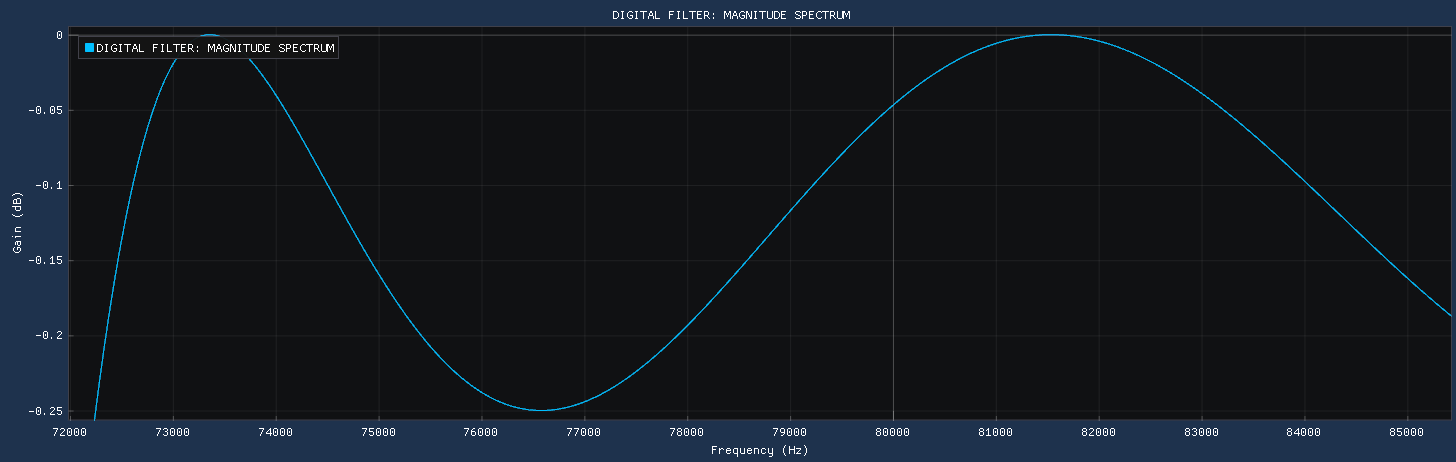 DIGITAL FILTER: MAGNITUDE SPECTRUM
DIGITAL FILTER: MAGNITUDE SPECTRUM
0
-0.05
-0.1
-0.15
-0.2
-0.25
Gain (dB)
72000 73000 74000 75000 76000 77000 78000 79000 80000 81000 82000 83000 84000 85000
Frequency (Hz)